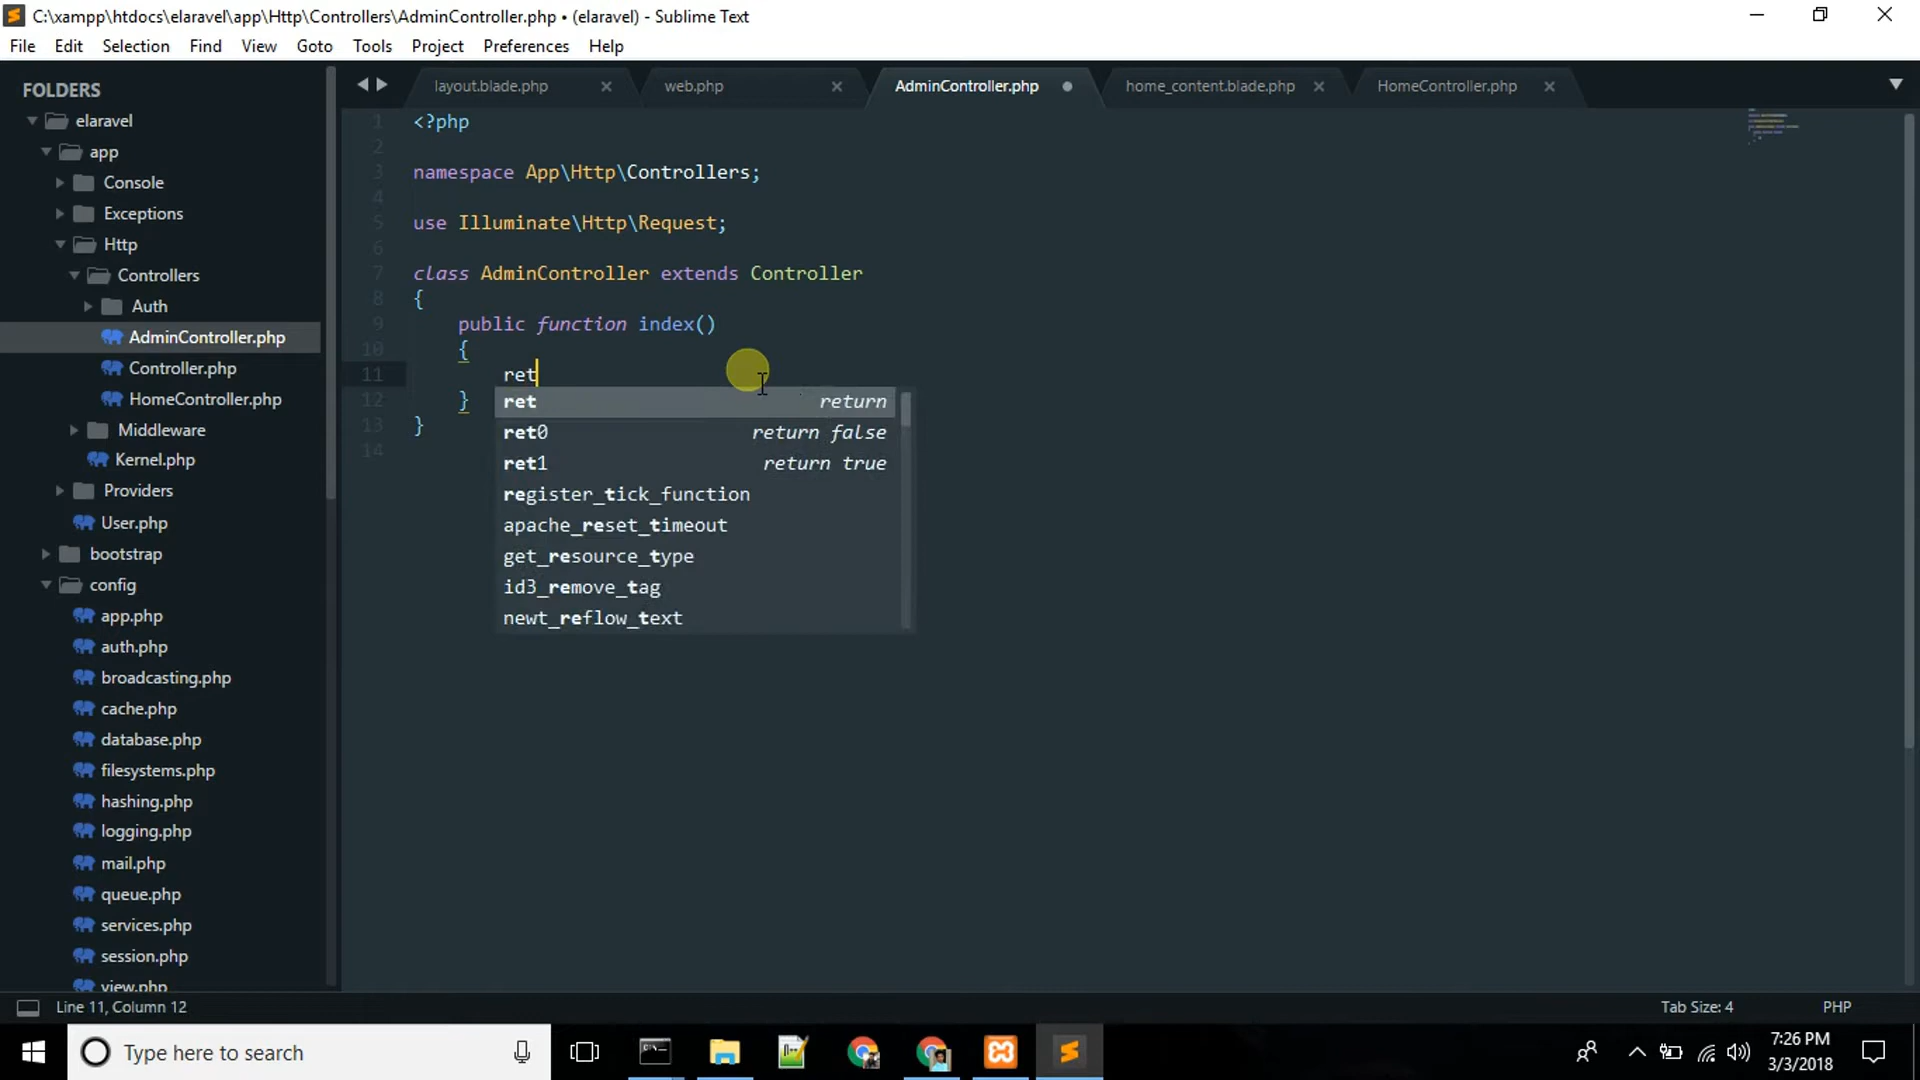 C:\xampp\htdocs\elaravel\app\Http\Controllers\AdminController.php • (elaravel) - Sublime Text
File Edit Selection Find View Goto Tools Project Preferences Help
FOLDERS
elaravel
app
Console
Exceptions
Http
Controllers
Auth
AdminController.php
Controller.php
HomeController.php
Middleware
Kernel.php
Providers
User.php
bootstrap
config
app.php
auth.php
broadcasting.php
cache.php
database.php
filesystems.php
hashing.php
logging.php
mail.php
queue.php
services.php
session.php
view.php
layout.blade.php web.php AdminController.php home_content.blade.php HomeController.php
1 <?php
2
3 namespace App\Http\Controllers;
4
5 use Illuminate\Http\Request;
6
7 class AdminController extends Controller
8 {
9 public function index()
10 {
11 ret
12 }
13 }
14
ret return
ret0 return false
ret1 return true
register_tick_function
apache_reset_timeout
get_resource_type
id3_remove_tag
newt_reflow_text
Line 11, Column 12 Tab Size: 4 PHP
Type here to search
7:26 PM
3/3/2018